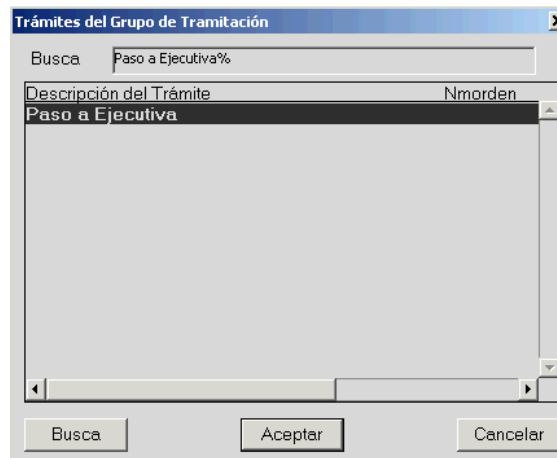 Trámites del Grupo de Tramitación
Busca Paso a Ejecutiva%
Descripción del Trámite Nmorden
Paso a Ejecutiva
Busca Aceptar Cancelar